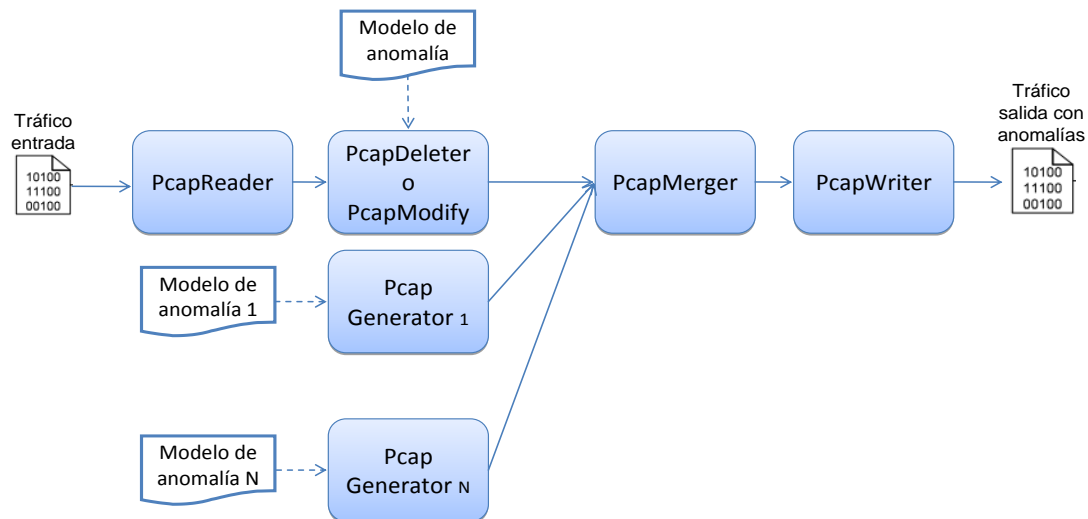 Modelo de
anomalía
Tráfico
entrada
10100
11100
00100
PcapReader
PcapDeleter
o
PcapModify
PcapMerger
PcapWriter
Tráfico
salida con
anomalías
10100
11100
00100
Modelo de
anomalía 1
Pcap
Generator 1
Modelo de
anomalía N
Pcap
Generator N